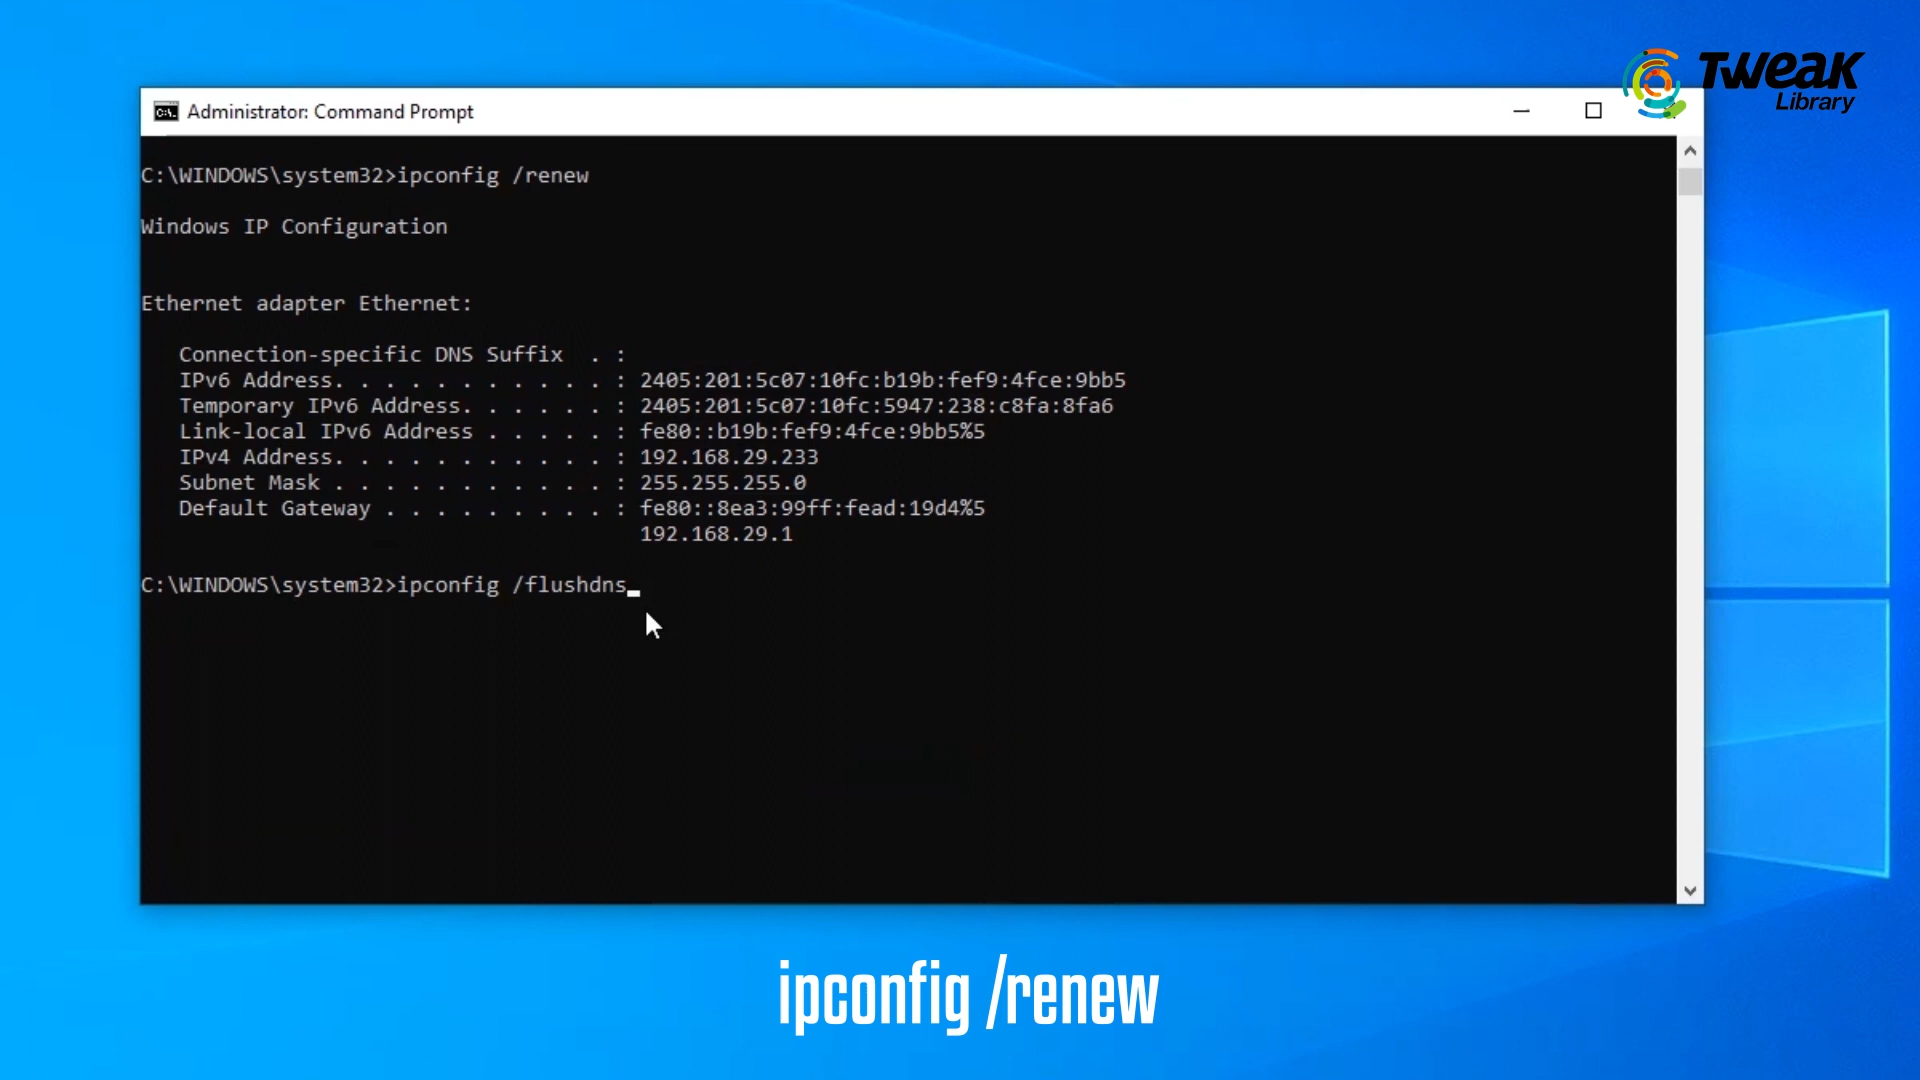 TWEAK
Library
C:\. Administrator: Command Prompt
C:\WINDOWS\system32>ipconfig /renew
Windows IP Configuration
Ethernet adapter Ethernet:
Connection-specific DNS Suffix . :
IPv6 Address. . . . . . . . . . . : 2405:201:5c07:10fc:b19b:fef9:4fce:9bb5
Temporary IPv6 Address. . . . . . : 2405:201:5c07:10fc:5947:238:c8fa:8fa6
Link-local IPv6 Address . . . . . : fe80::b19b:fef9:4fce:9bb5%5
IPv4 Address. . . . . . . . . . . : 192.168.29.233
Subnet Mask . . . . . . . . . . . : 255.255.255.0
Default Gateway . . . . . . . . . : fe80::8ea3:99ff:fead:19d4%5
192.168.29.1
C:\WINDOWS\system32>ipconfig /flushdns
ipconfig /renew